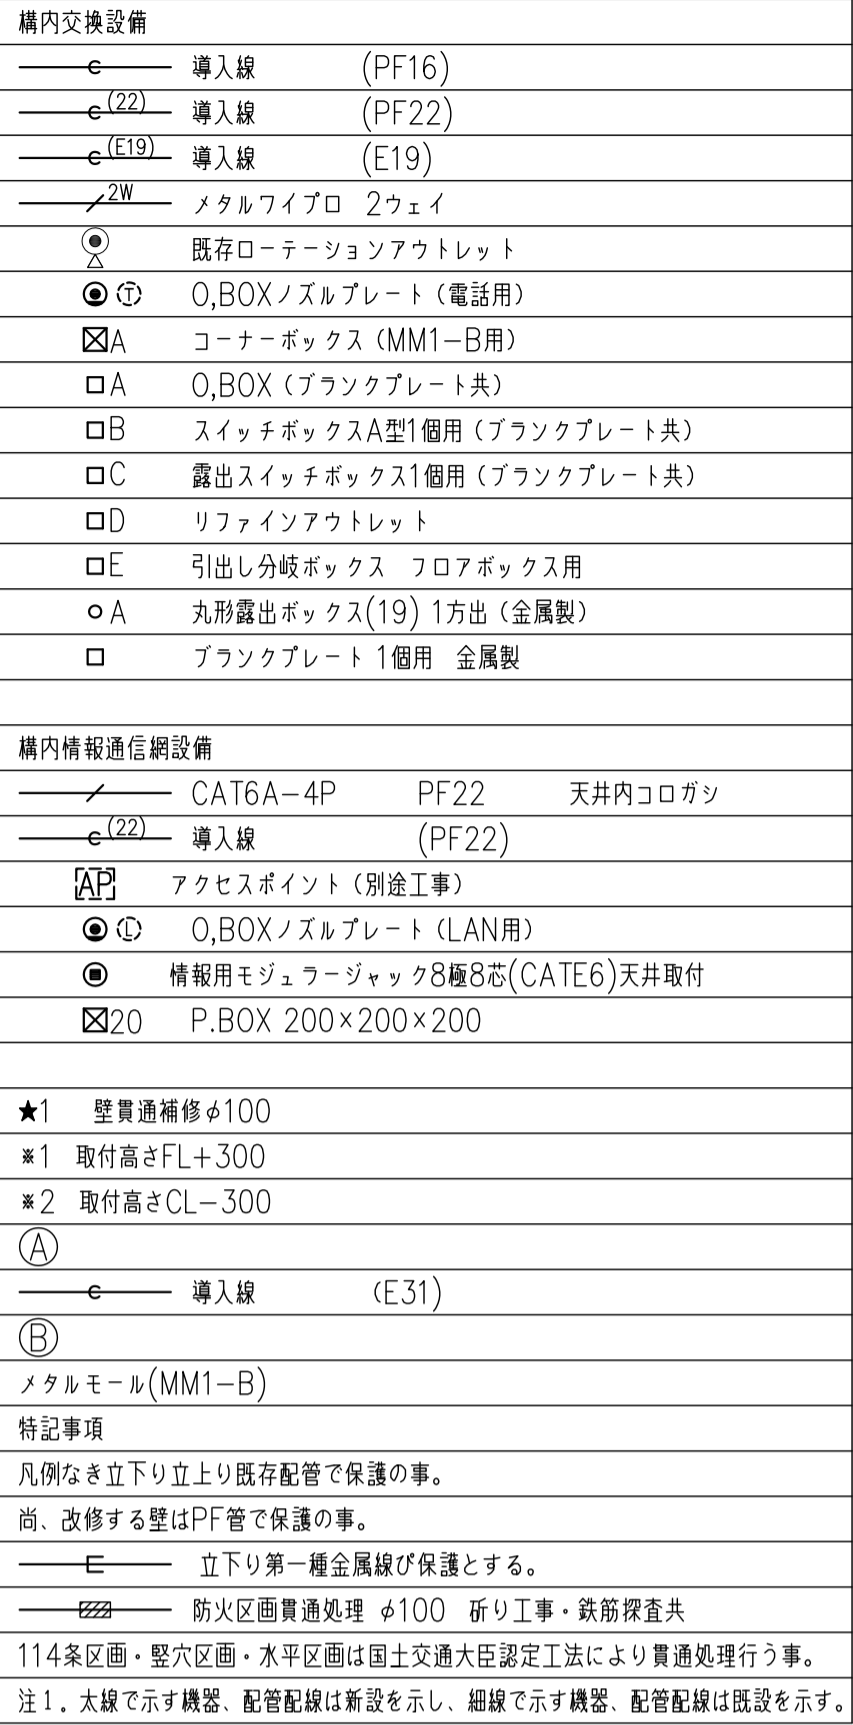 構内交換設備
C 導入線 (PF16)
C(22) 導入線 (PF22)
C(E19) 導入線 (E19)
2W メタルワイプロ 2ウェイ
既存ローテーションアウトレット
T O,BOXノズルプレート（電話用）
A コーナーボックス（MM1−B用）
A O,BOX（ブランクプレート共）
B スイッチボックスA型1個用（ブランクプレート共）
C 露出スイッチボックス1個用（ブランクプレート共）
D リファインアウトレット
E 引出し分岐ボックス フロアボックス用
A 丸形露出ボックス(19) 1方出（金属製）
ブランクプレート 1個用 金属製
構内情報通信網設備
CAT6A−4P PF22 天井内コロガシ
C(22) 導入線 (PF22)
AP アクセスポイント（別途工事）
L O,BOXノズルプレート（LAN用）
情報用モジュラージャック8極8芯(CATE6)天井取付
20 P.BOX 200×200×200
★1 壁貫通補修φ100
※1 取付高さFL+300
※2 取付高さCL−300
Ⓐ
C 導入線 (E31)
Ⓑ
メタルモール(MM1−B)
特記事項
凡例なき立下り立上り既存配管で保護の事。
尚、改修する壁はPF管で保護の事。
立下り第一種金属線ぴ保護とする。
防火区画貫通処理 φ100 斫り工事・鉄筋探査共
114条区画・竪穴区画・水平区画は国土交通大臣認定工法により貫通処理行う事。
注1。太線で示す機器、配管配線は新設を示し、細線で示す機器、配管配線は既設を示す。